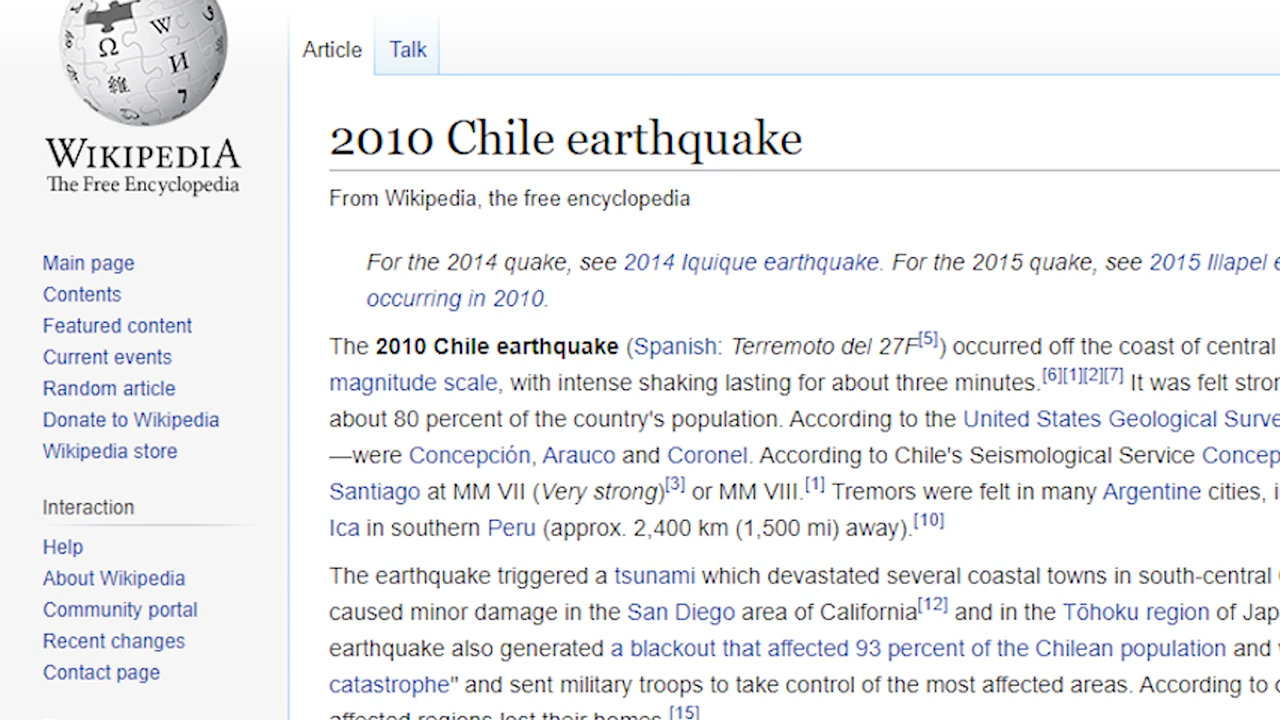 Article Talk
WIKIPEDIA
The Free Encyclopedia
Main page
Contents
Featured content
Current events
Random article
Donate to Wikipedia
Wikipedia store
Interaction
Help
About Wikipedia
Community portal
Recent changes
Contact page
2010 Chile earthquake
From Wikipedia, the free encyclopedia
For the 2014 quake, see 2014 Iquique earthquake. For the 2015 quake, see 2015 Illapel e
occurring in 2010.
The 2010 Chile earthquake (Spanish: Terremoto del 27F[5]) occurred off the coast of central
magnitude scale, with intense shaking lasting for about three minutes.[6][1][2][7] It was felt stron
about 80 percent of the country's population. According to the United States Geological Surve
—were Concepción, Arauco and Coronel. According to Chile's Seismological Service Concep
Santiago at MM VII (Very strong)[3] or MM VIII.[1] Tremors were felt in many Argentine cities, i
Ica in southern Peru (approx. 2,400 km (1,500 mi) away).[10]
The earthquake triggered a tsunami which devastated several coastal towns in south-central
caused minor damage in the San Diego area of California[12] and in the Tōhoku region of Jap
earthquake also generated a blackout that affected 93 percent of the Chilean population and
catastrophe" and sent military troops to take control of the most affected areas. According to
affected regions lost their homes.[15]